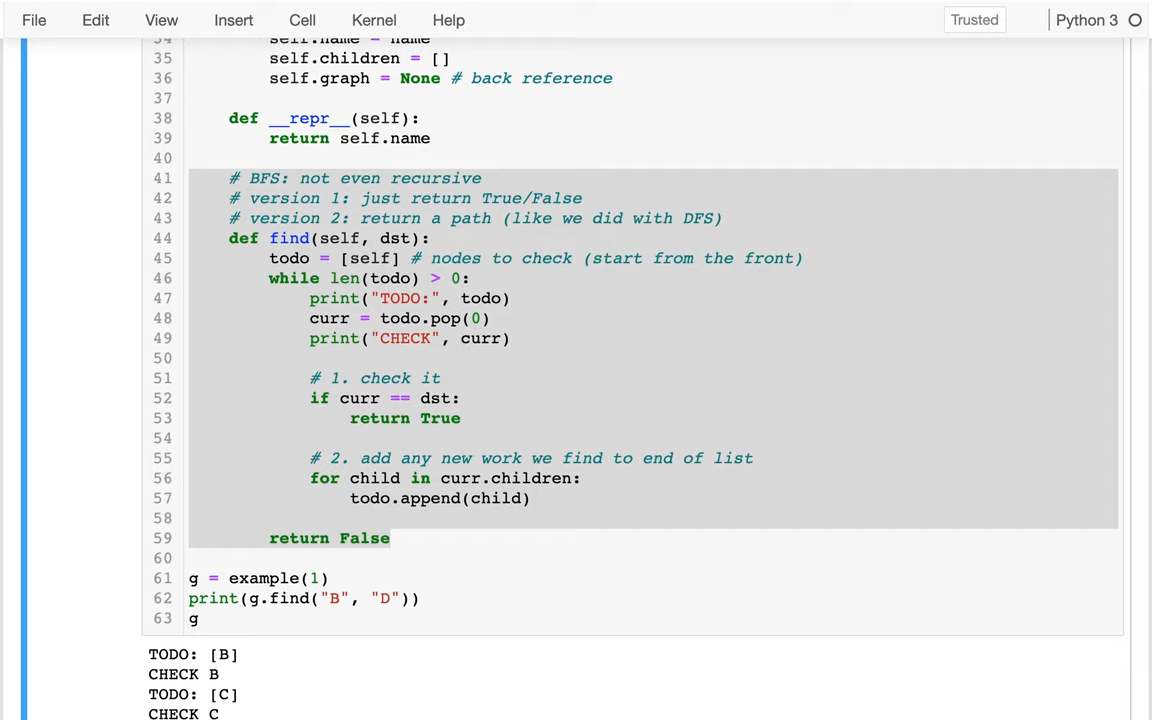 File Edit View Insert Cell Kernel Help Trusted Python 3
34 self.name = name
35 self.children = []
36 self.graph = None # back reference
37
38 def __repr__(self):
39 return self.name
40
41 # BFS: not even recursive
42 # version 1: just return True/False
43 # version 2: return a path (like we did with DFS)
44 def find(self, dst):
45 todo = [self] # nodes to check (start from the front)
46 while len(todo) > 0:
47 print("TODO:", todo)
48 curr = todo.pop(0)
49 print("CHECK", curr)
50
51 # 1. check it
52 if curr == dst:
53 return True
54
55 # 2. add any new work we find to end of list
56 for child in curr.children:
57 todo.append(child)
58
59 return False
60
61 g = example(1)
62 print(g.find("B", "D"))
63 g
TODO: [B]
CHECK B
TODO: [C]
CHECK C